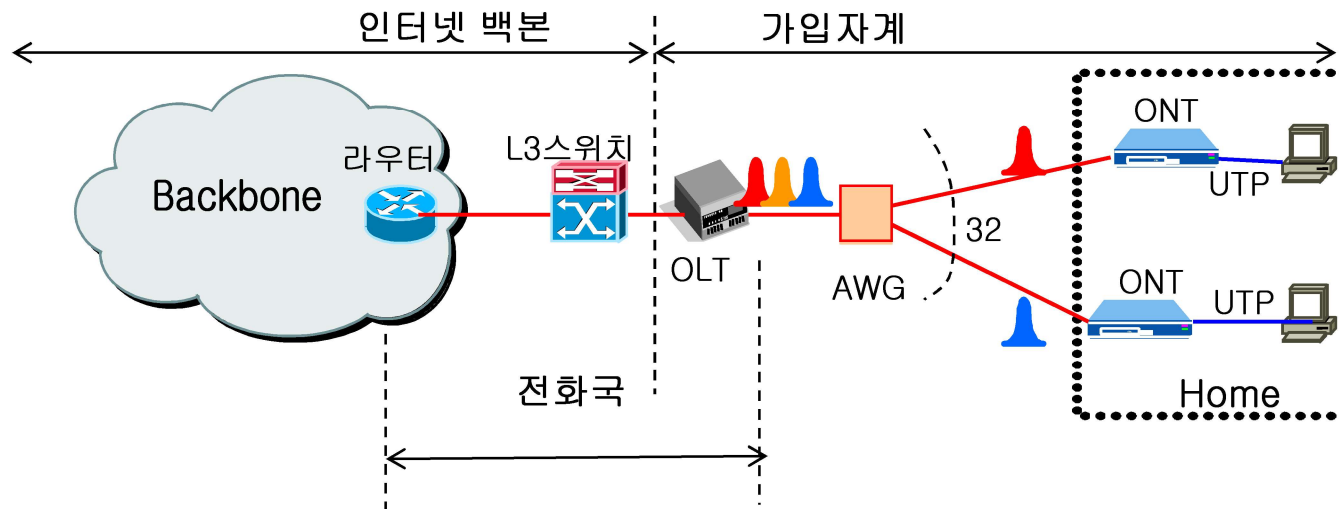 인터넷 백본
가입자계
라우터
L3스위치
Backbone
OLT
AWG
32
ONT
UTP
ONT
UTP
Home
전화국